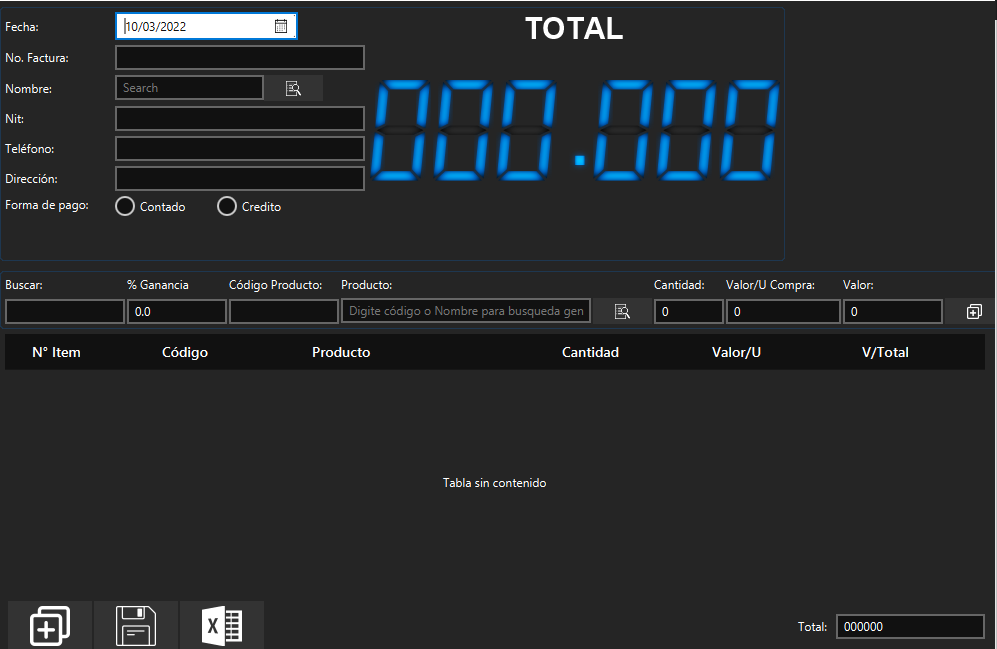 Fecha: 10/03/2022
TOTAL
No. Factura:
Nombre: Search
000.000
Nit:
Teléfono:
Dirección:
Forma de pago: Contado Credito
Buscar: % Ganancia Código Producto: Producto: Cantidad: Valor/U Compra: Valor:
0.0 Digite código o Nombre para busqueda gen 0 0 0
N° Item Código Producto Cantidad Valor/U V/Total
Tabla sin contenido
X
Total: 000000